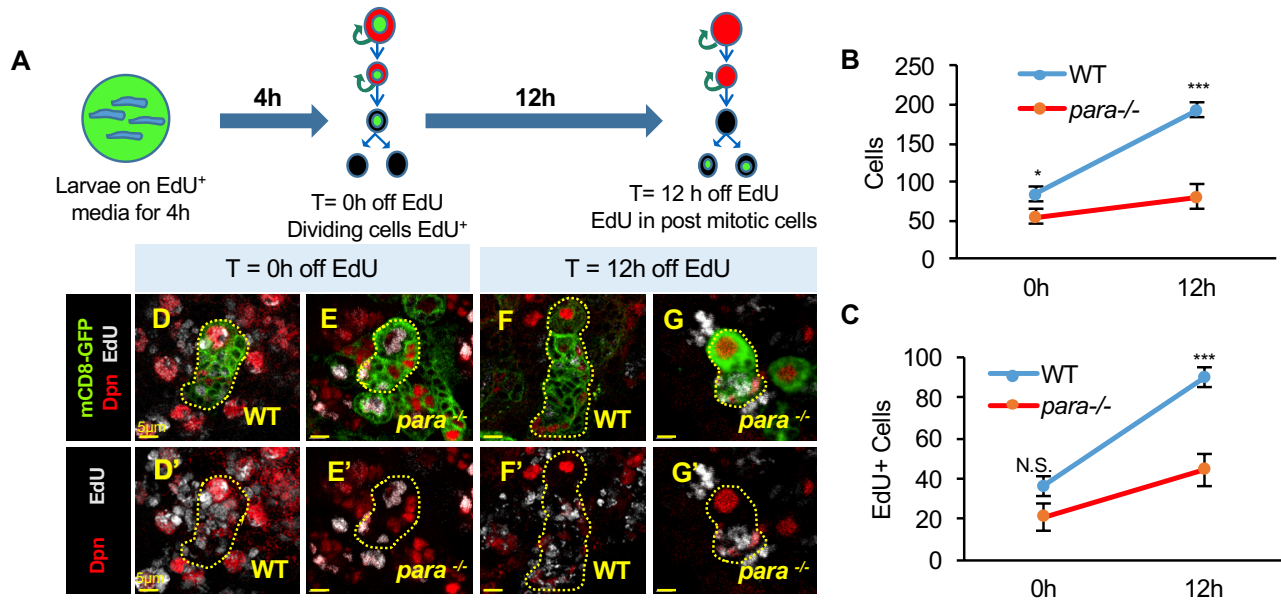 A
4h
12h
Larvae on EdU⁺
media for 4h
T= 0h off EdU
Dividing cells EdU⁺
T= 12 h off EdU
EdU in post mitotic cells
T = 0h off EdU
T = 12h off EdU
mCD8-GFP
Dpn EdU
D
5µm
WT
E
para -/-
F
WT
G
para -/-
Dpn EdU
D'
5µm
WT
E'
para -/-
F'
WT
G'
para -/-
B
Cells
250
200
150
100
50
0
WT
para-/-
*
***
0h
12h
C
EdU+ Cells
100
80
60
40
20
0
WT
para-/-
N.S.
***
0h
12h